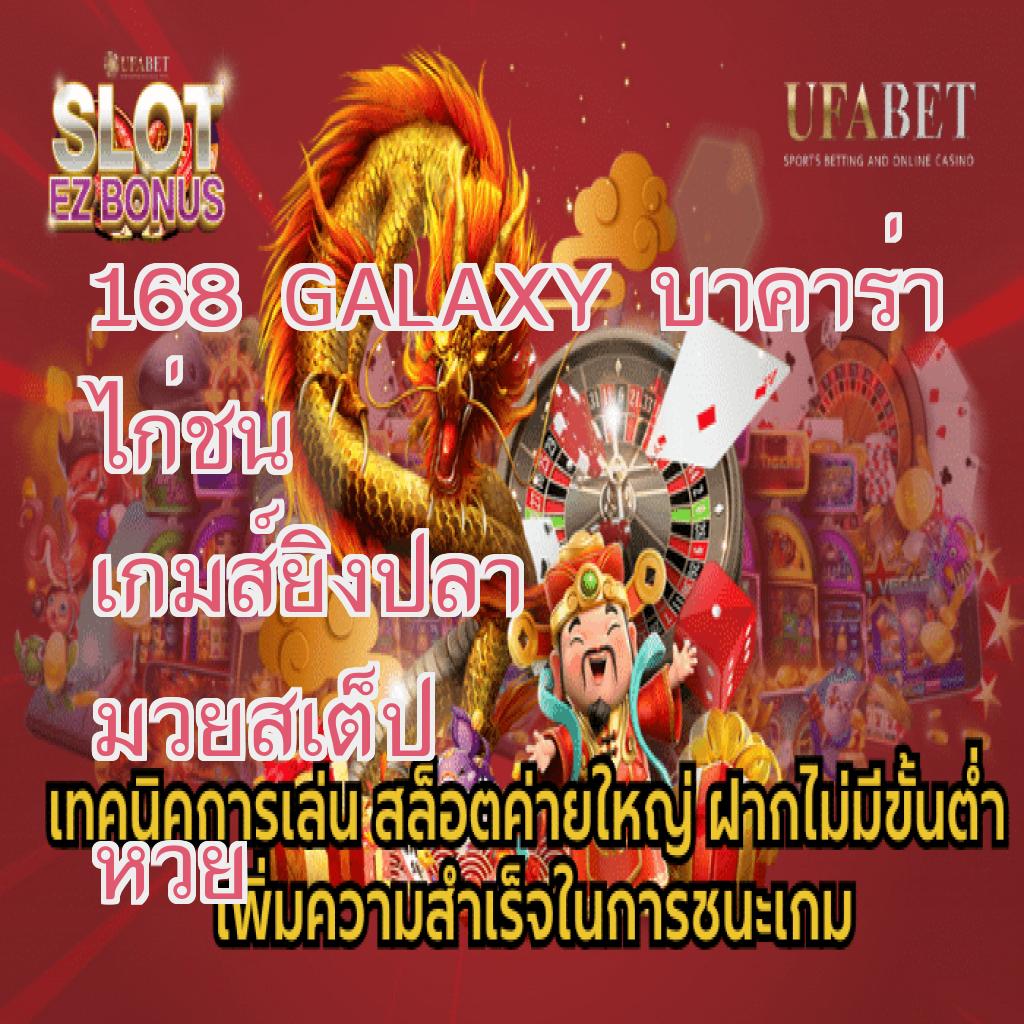 UFABET
SLOT
EZ BONUS
UFABET
SPORTS BETTING AND ONLINE CASINO
168 GALAXY บาคาร่า
ไก่ชน
เกมส์ยิงปลา
มวยสเต็ป
เทคนิคการเล่น สล็อตค่ายใหญ่ ฝากไม่มีขั้นต่ำ
หวย
เพิ่มความสำเร็จในการชนะเกม